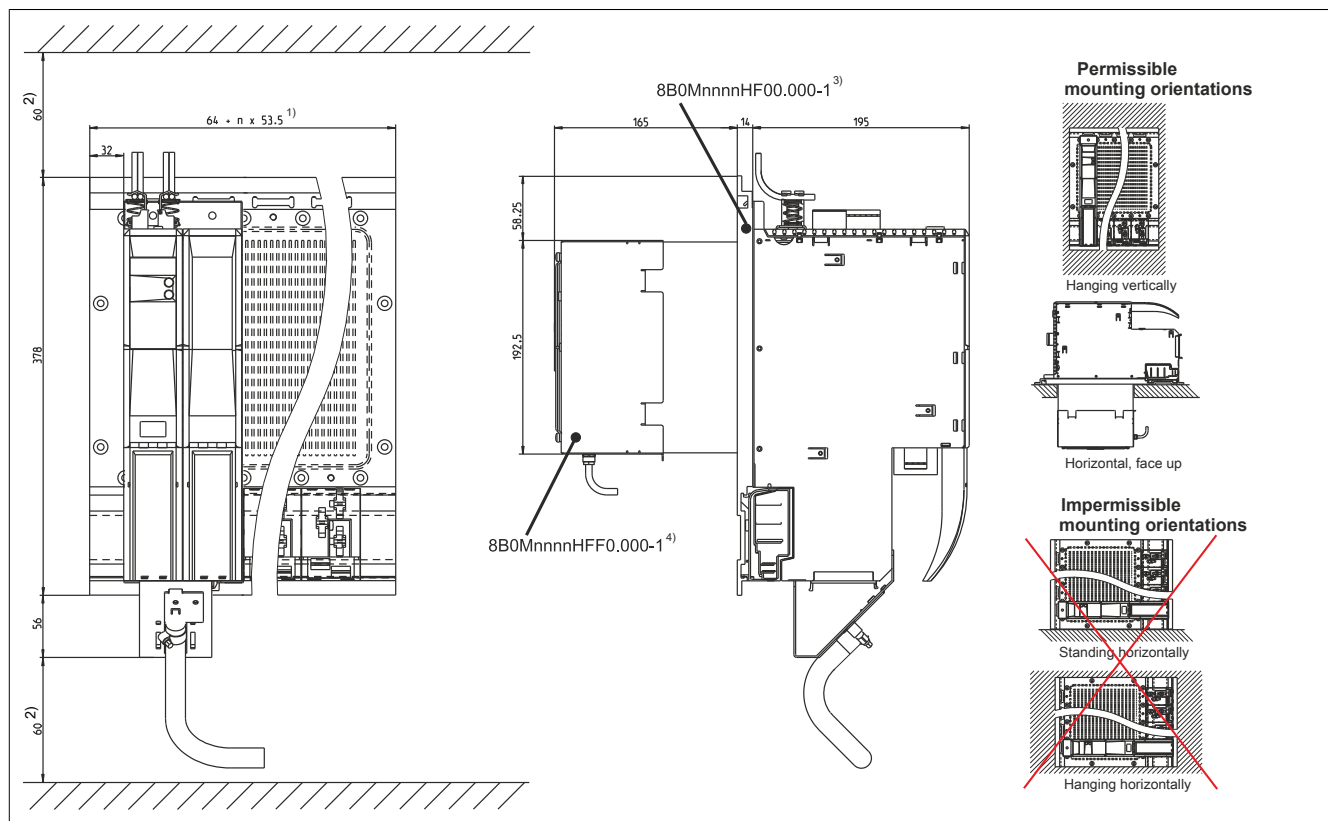 60 2)
64 + n x 53.5 1)
32
378
56
60 2)
8B0MnnnnHF00.000-1 3)
165
14
195
58.25
192.5
8B0MnnnnHFF0.000-1 4)
Permissible
mounting orientations
Hanging vertically
Horizontal, face up
Impermissible
mounting orientations
Standing horizontally
Hanging horizontally